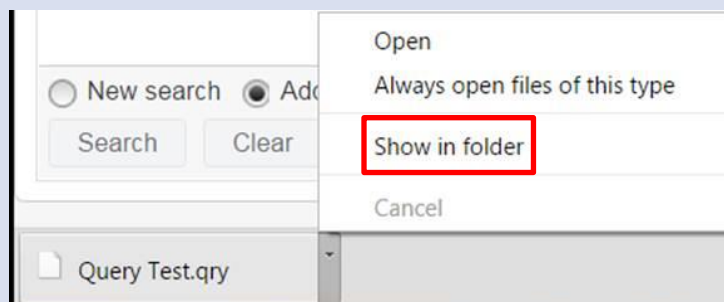 Open
Always open files of this type
Show in folder
Cancel
New search
Search Clear
Query Test.qry